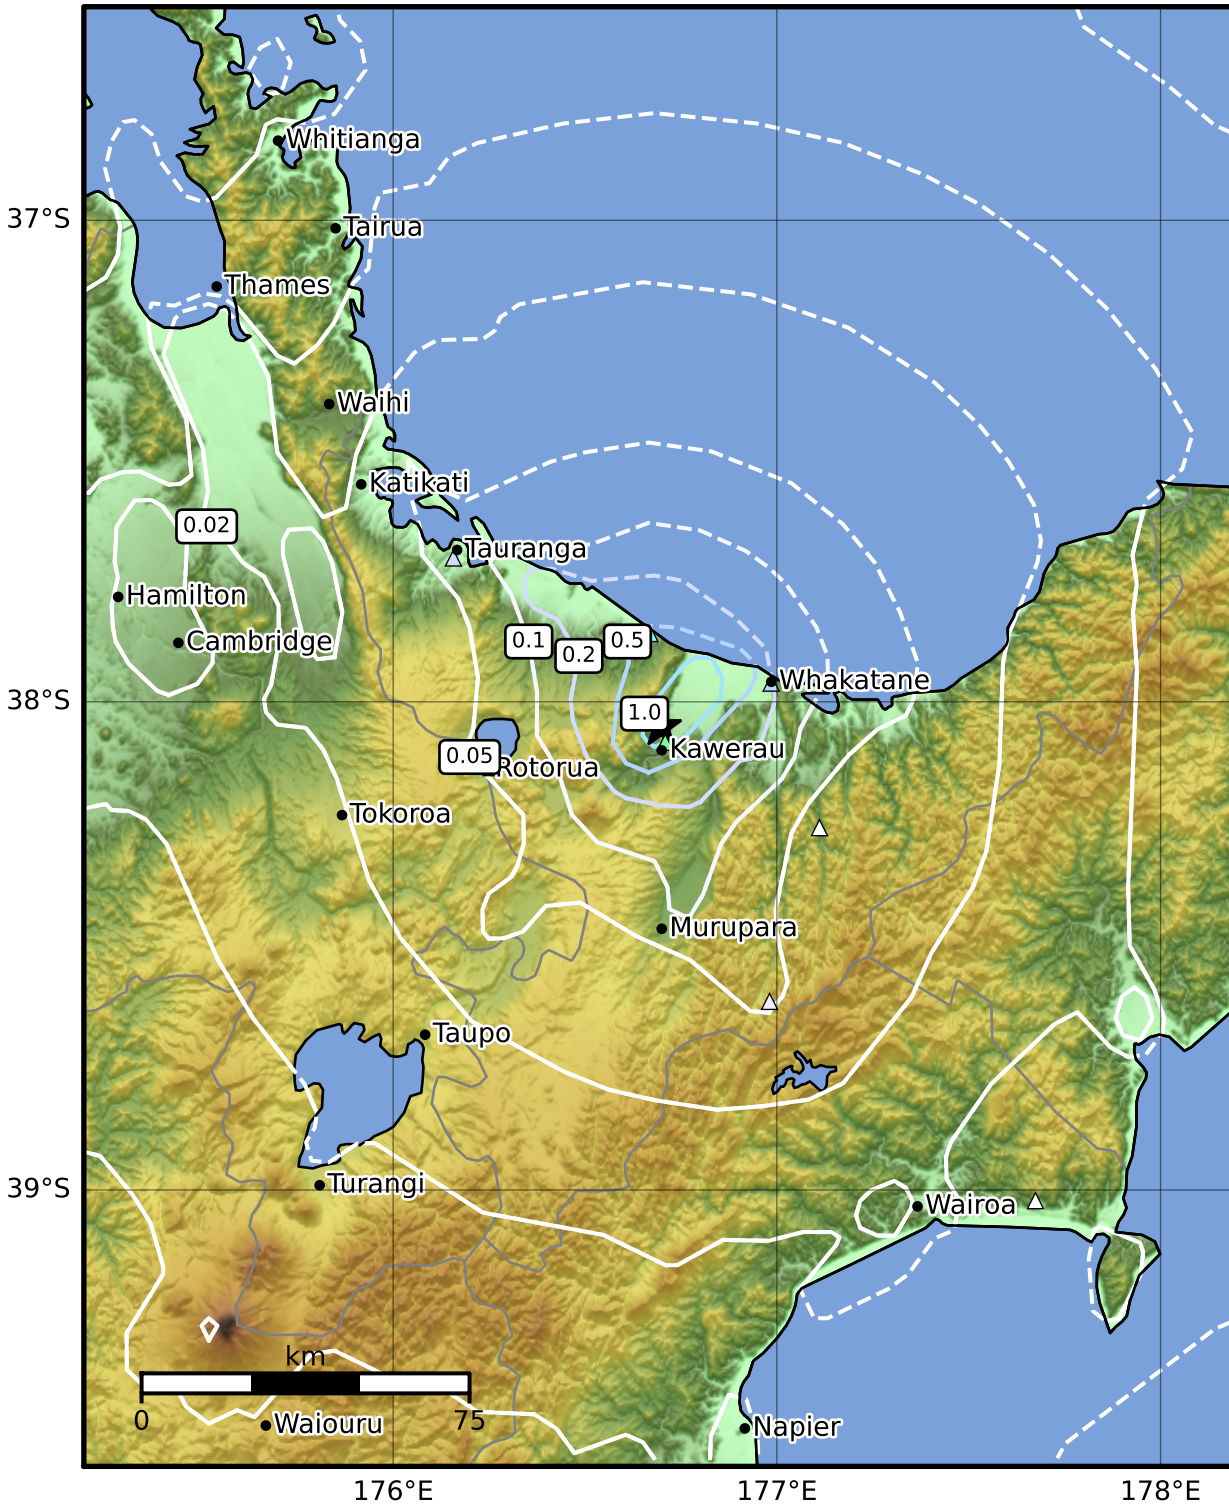 Whitianga
37°S
Tairua
Thames
Waihi
Katikati
0.02
Tauranga
Hamilton
Cambridge
0.1
0.2
0.5
Whakatane
38°S
1.0
Kawerau
0.05
Rotorua
Tokoroa
Murupara
Taupo
39°S
Turangi
Wairoa
km
0
75
Waiouru
Napier
176°E
177°E
178°E